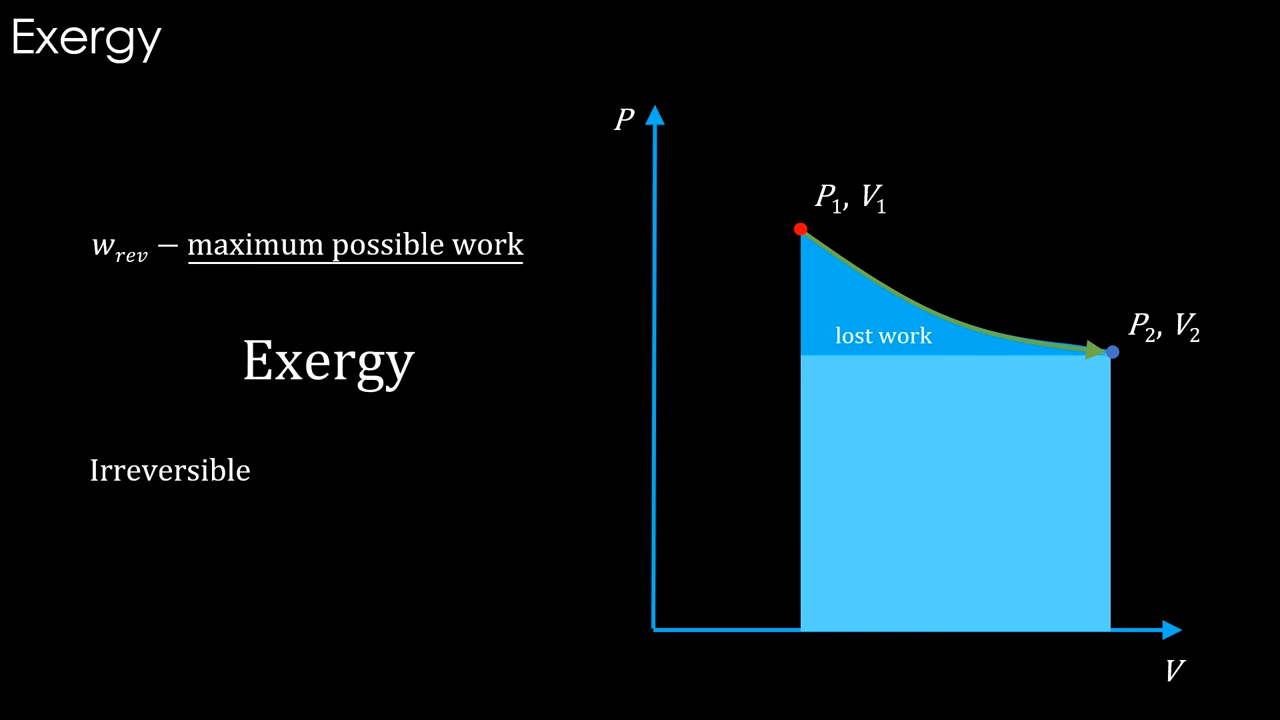 Exergy
P
P₁, V₁
w_rev − maximum possible work
P₂, V₂
lost work
Exergy
Irreversible
V